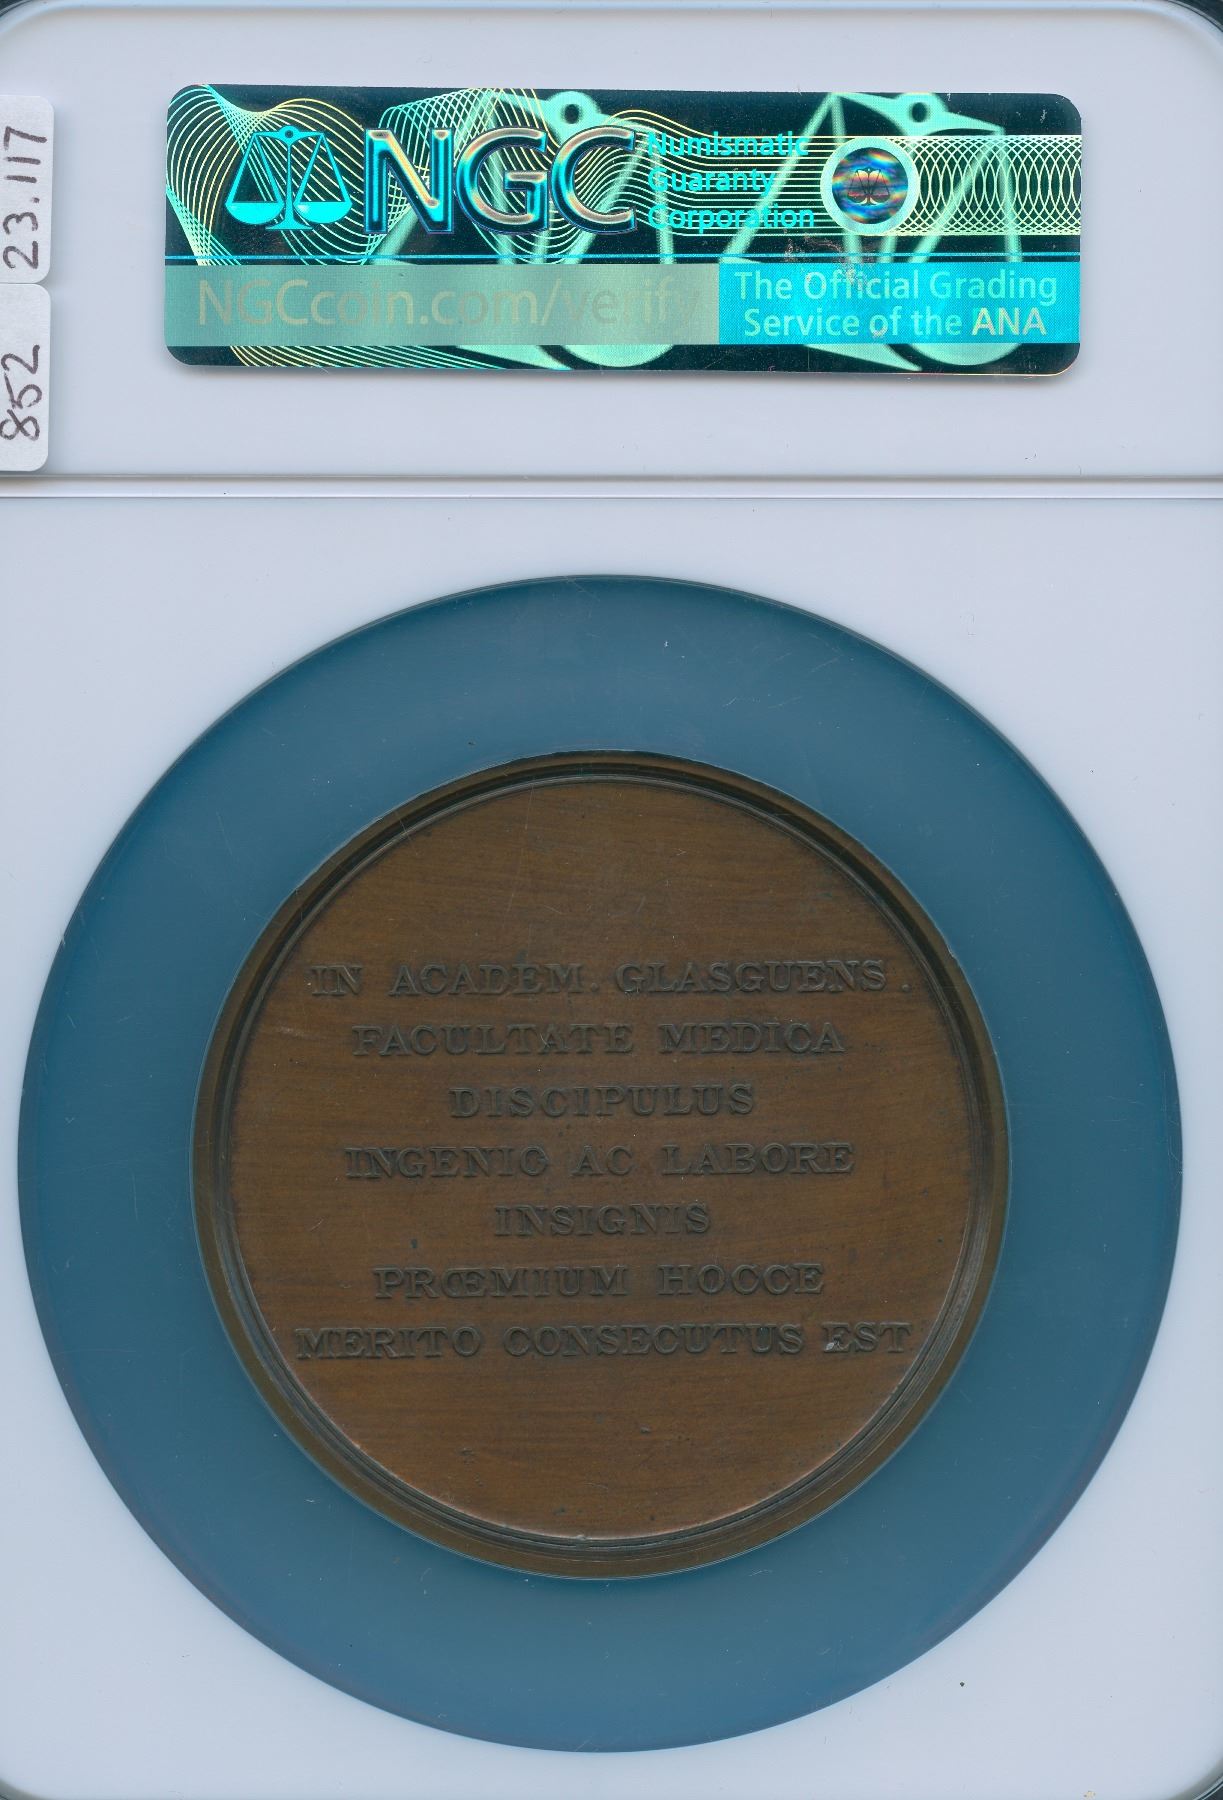 NGC
Numismatic
Guaranty
Corporation
NGCcoin.com/verify
The Official Grading
Service of the ANA
23.117
852
IN ACADEM. GLASGUENS.
FACULTATE MEDICA
DISCIPULUS
INGENIO AC LABORE
INSIGNIS
PRŒMIUM HOCCE
MERITO CONSECUTUS EST